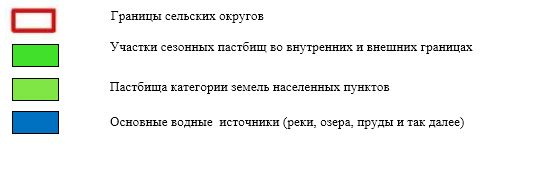 Границы сельских округов
Участки сезонных пастбищ во внутренних и внешних границах
Пастбища категории земель населенных пунктов
Основные водные источники (реки, озера, пруды и так далее)